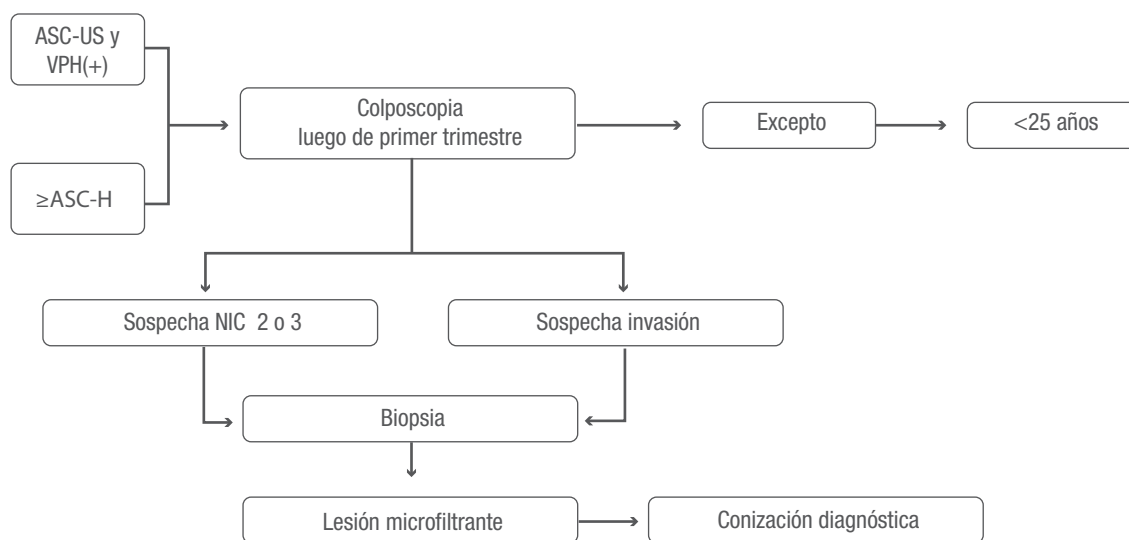 ASC-US y
VPH(+)
≥ASC-H
Colposcopia
luego de primer trimestre
Excepto
<25 años
Sospecha NIC 2 o 3
Sospecha invasión
Biopsia
Lesión microfiltrante
Conización diagnóstica